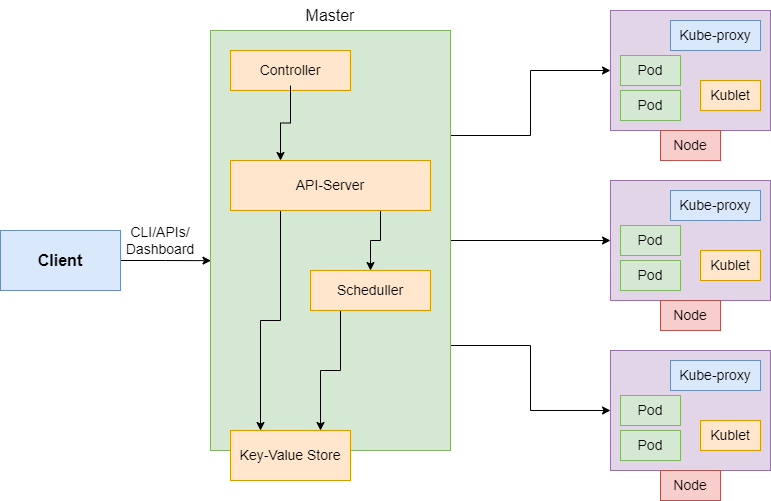 Master
Controller
API-Server
Scheduller
Key-Value Store
CLI/APIs/
Dashboard
Client
Kube-proxy
Pod
Pod
Kublet
Node
Kube-proxy
Pod
Pod
Kublet
Node
Kube-proxy
Pod
Pod
Kublet
Node